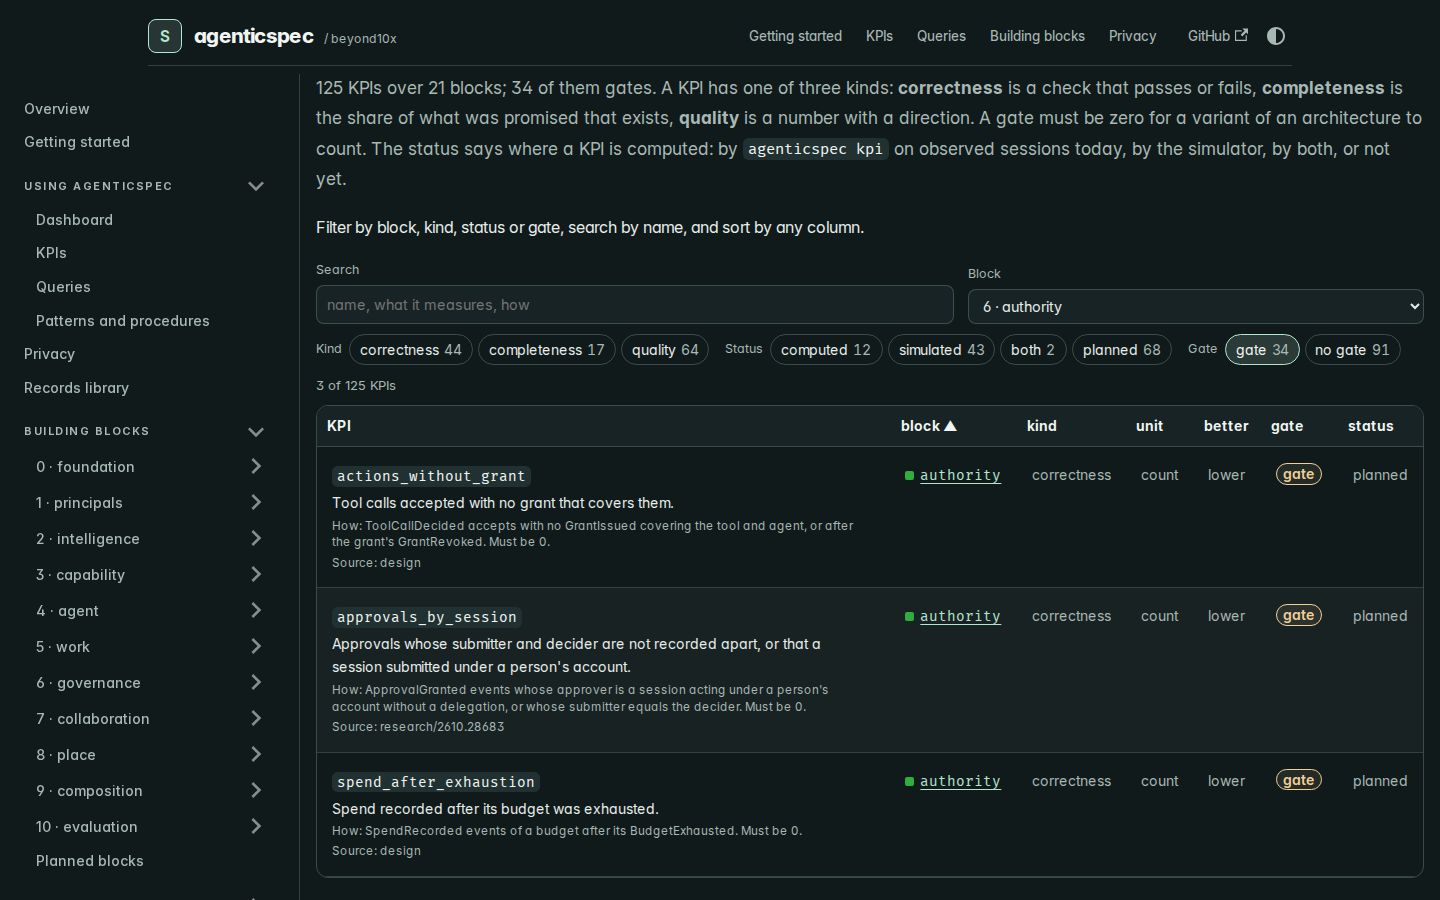 S agenticspec / beyond10x Getting started KPIs Queries Building blocks Privacy GitHub
Overview
Getting started
USING AGENTICSPEC
Dashboard
KPIs
Queries
Patterns and procedures
Privacy
Records library
BUILDING BLOCKS
0 · foundation
1 · principals
2 · intelligence
3 · capability
4 · agent
5 · work
6 · governance
7 · collaboration
8 · place
9 · composition
10 · evaluation
Planned blocks
125 KPIs over 21 blocks; 34 of them gates. A KPI has one of three kinds: correctness is a check that passes or fails, completeness is
the share of what was promised that exists, quality is a number with a direction. A gate must be zero for a variant of an architecture to
count. The status says where a KPI is computed: by agenticspec kpi on observed sessions today, by the simulator, by both, or not
yet.
Filter by block, kind, status or gate, search by name, and sort by any column.
Search
name, what it measures, how
Block
6 · authority
Kind correctness 44 completeness 17 quality 64 Status computed 12 simulated 43 both 2 planned 68 Gate gate 34 no gate 91
3 of 125 KPIs
KPI block ▲ kind unit better gate status
actions_without_grant authority correctness count lower gate planned
Tool calls accepted with no grant that covers them.
How: ToolCallDecided accepts with no GrantIssued covering the tool and agent, or after
the grant's GrantRevoked. Must be 0.
Source: design
approvals_by_session authority correctness count lower gate planned
Approvals whose submitter and decider are not recorded apart, or that a
session submitted under a person's account.
How: ApprovalGranted events whose approver is a session acting under a person's
account without a delegation, or whose submitter equals the decider. Must be 0.
Source: research/2610.28683
spend_after_exhaustion authority correctness count lower gate planned
Spend recorded after its budget was exhausted.
How: SpendRecorded events of a budget after its BudgetExhausted. Must be 0.
Source: design